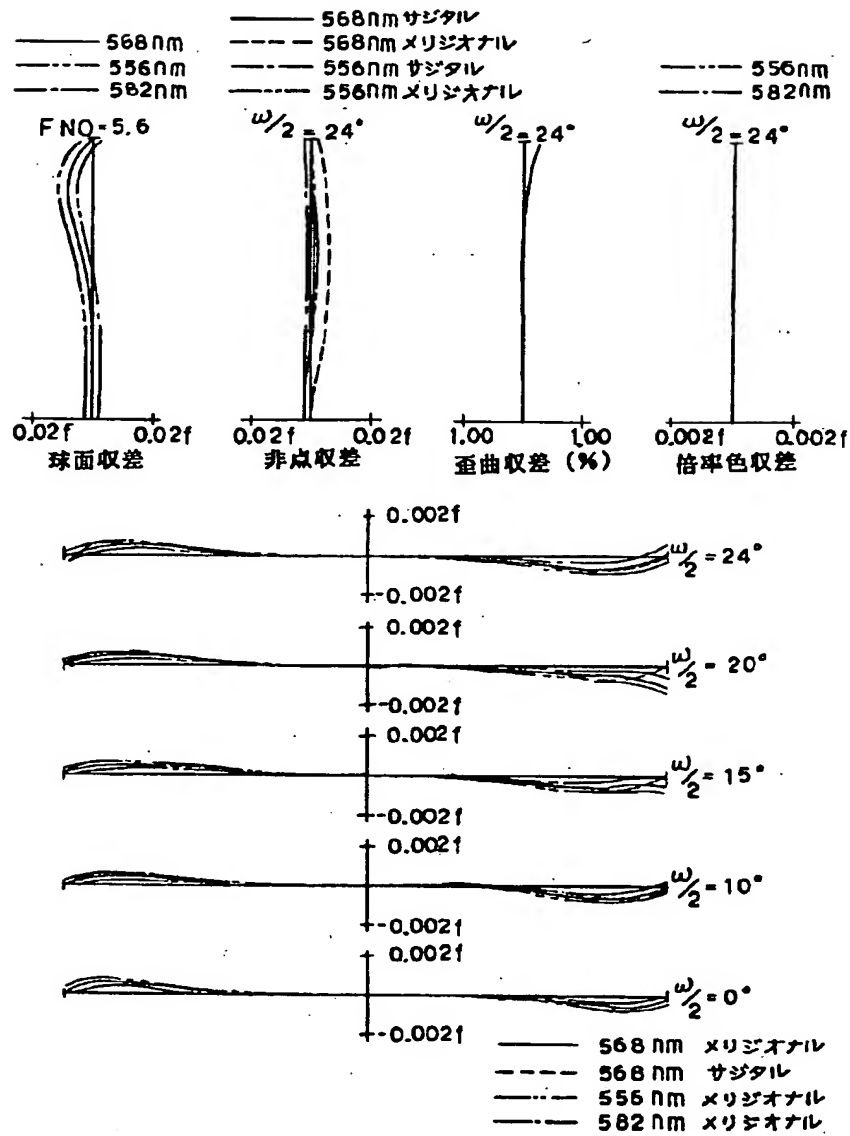 568nm
556nm
582nm
568nm サジタル
568nm メリジオナル
556nm サジタル
556nm メリジオナル
556nm
582nm
F NO=5.6
ω/2 = 24°
ω/2 = 24°
ω/2 = 24°
0.02f 0.02f
球面収差
0.02f 0.02f
非点収差
1.00 1.00
歪曲収差 (%)
0.002f 0.002f
倍率色収差
0.002f
ω/2 = 24°
-0.002f
0.002f
ω/2 = 20°
-0.002f
0.002f
ω/2 = 15°
-0.002f
0.002f
ω/2 = 10°
-0.002f
0.002f
ω/2 = 0°
-0.002f
568nm メリジオナル
568nm サジタル
556nm メリジオナル
582nm メリジオナル